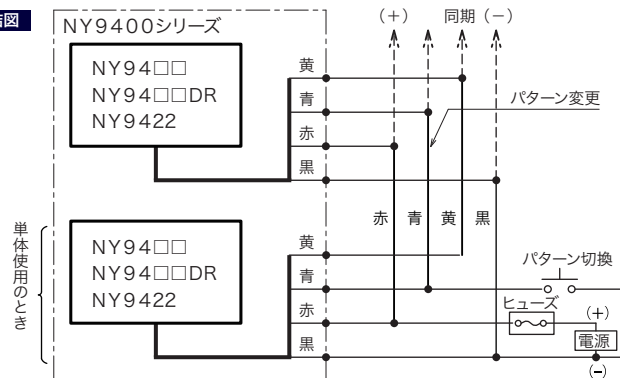 結図
NY9400シリーズ
(+)
同期 (−)
NY94□□
NY94□□DR
NY9422
黄
青
赤
黒
パターン変更
赤 青 黄 黒
単体使用のとき
NY94□□
NY94□□DR
NY9422
黄
青
赤
黒
パターン切換
ヒューズ
(+)
電源
(−)